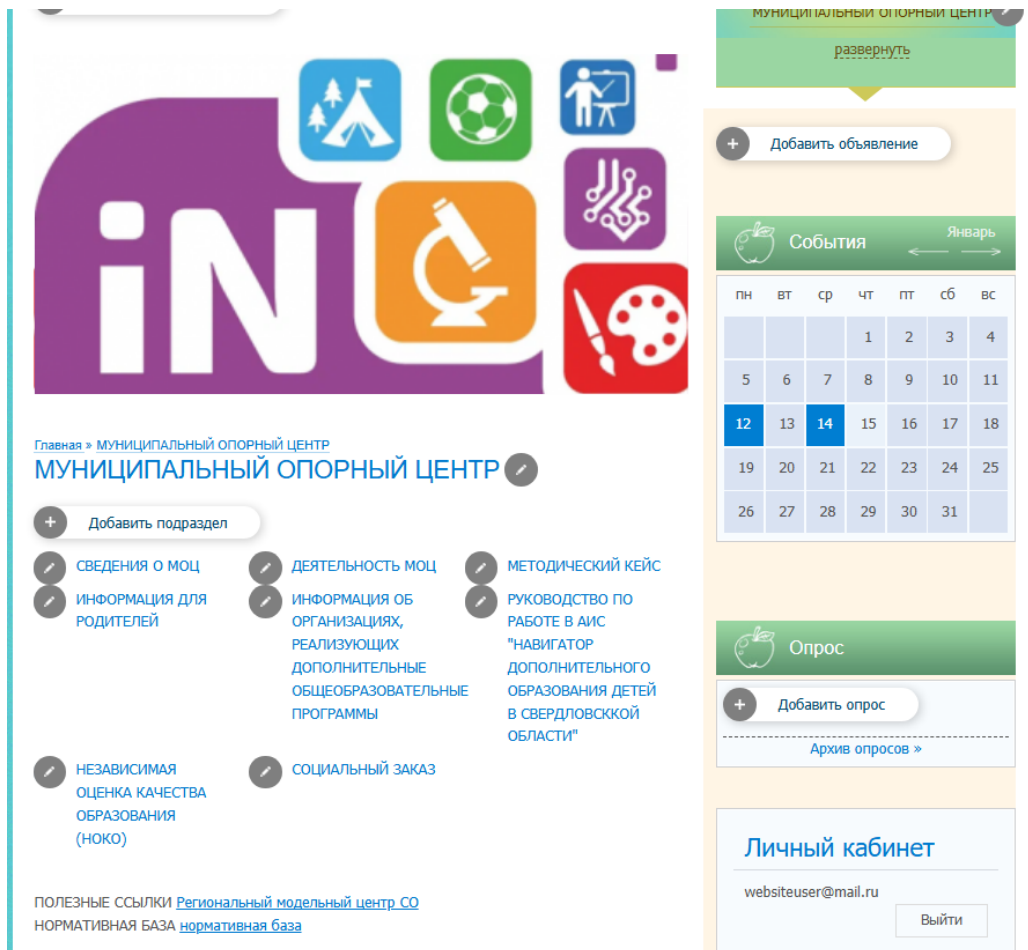 МУНИЦИПАЛЬНЫЙ ОПОРНЫЙ ЦЕНТР
развернуть
Добавить объявление
iN
События
Январь
пн вт ср чт пт сб вс
1 2 3 4
5 6 7 8 9 10 11
12 13 14 15 16 17 18
19 20 21 22 23 24 25
26 27 28 29 30 31
Главная » МУНИЦИПАЛЬНЫЙ ОПОРНЫЙ ЦЕНТР
МУНИЦИПАЛЬНЫЙ ОПОРНЫЙ ЦЕНТР
Добавить подраздел
СВЕДЕНИЯ О МОЦ
ДЕЯТЕЛЬНОСТЬ МОЦ
МЕТОДИЧЕСКИЙ КЕЙС
ИНФОРМАЦИЯ ДЛЯ
РОДИТЕЛЕЙ
ИНФОРМАЦИЯ ОБ
ОРГАНИЗАЦИЯХ,
РЕАЛИЗУЮЩИХ
ДОПОЛНИТЕЛЬНЫЕ
ОБЩЕОБРАЗОВАТЕЛЬНЫЕ
ПРОГРАММЫ
РУКОВОДСТВО ПО
РАБОТЕ В АИС
"НАВИГАТОР
ДОПОЛНИТЕЛЬНОГО
ОБРАЗОВАНИЯ ДЕТЕЙ
В СВЕРДЛОВСККОЙ
ОБЛАСТИ"
НЕЗАВИСИМАЯ
ОЦЕНКА КАЧЕСТВА
ОБРАЗОВАНИЯ
(НОКО)
СОЦИАЛЬНЫЙ ЗАКАЗ
ПОЛЕЗНЫЕ ССЫЛКИ Региональный модельный центр СО
НОРМАТИВНАЯ БАЗА нормативная база
Опрос
Добавить опрос
Архив опросов »
Личный кабинет
websiteuser@mail.ru
Выйти